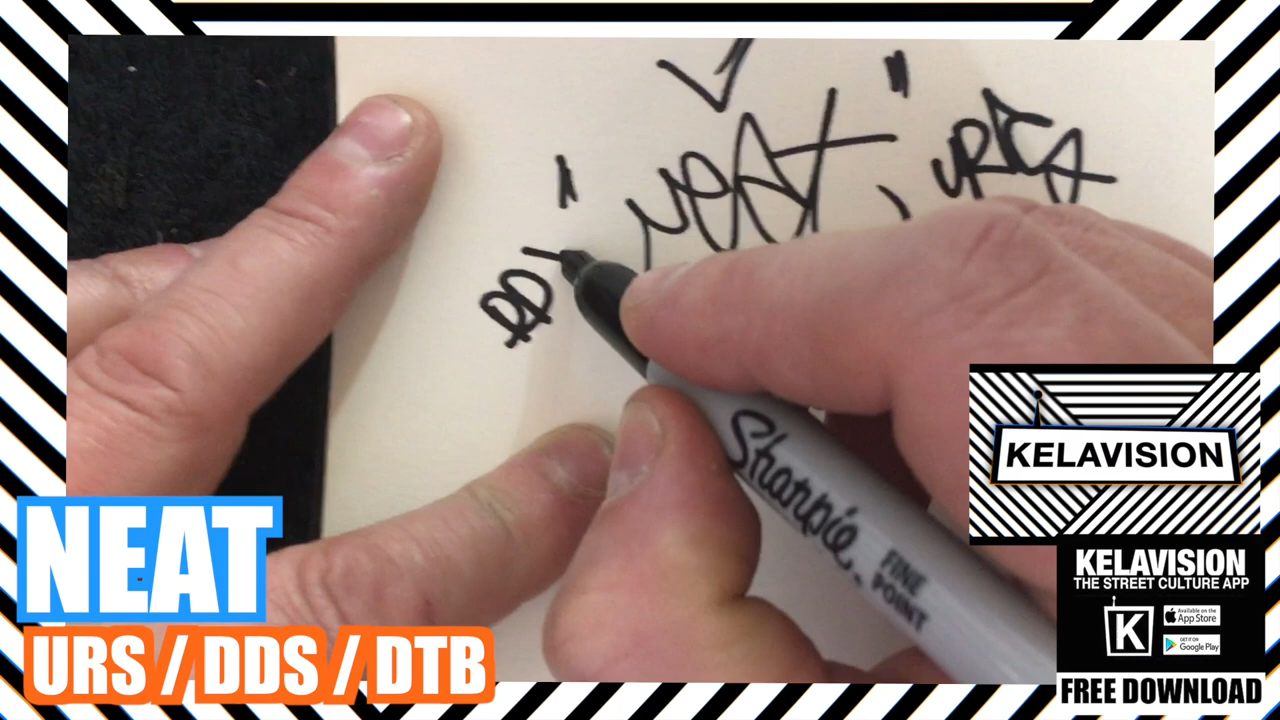 "NEAT"
Sharpie.
FINE
POINT
KELAVISION
NEAT
URS / DDS / DTB
KELAVISION
THE STREET CULTURE APP
K
Available on the
App Store
GET IT ON
Google Play
FREE DOWNLOAD